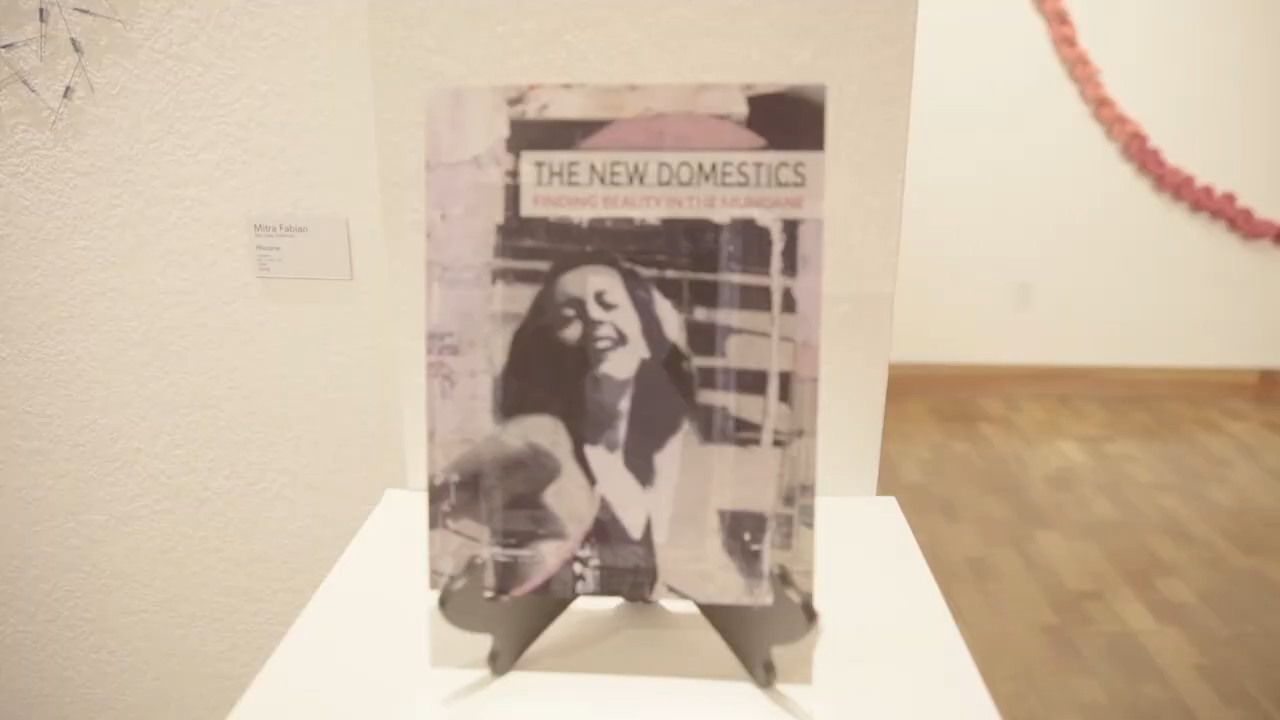 THE NEW DOMESTICS
FINDING BEAUTY IN THE MUNDANE
Mitra Fabian